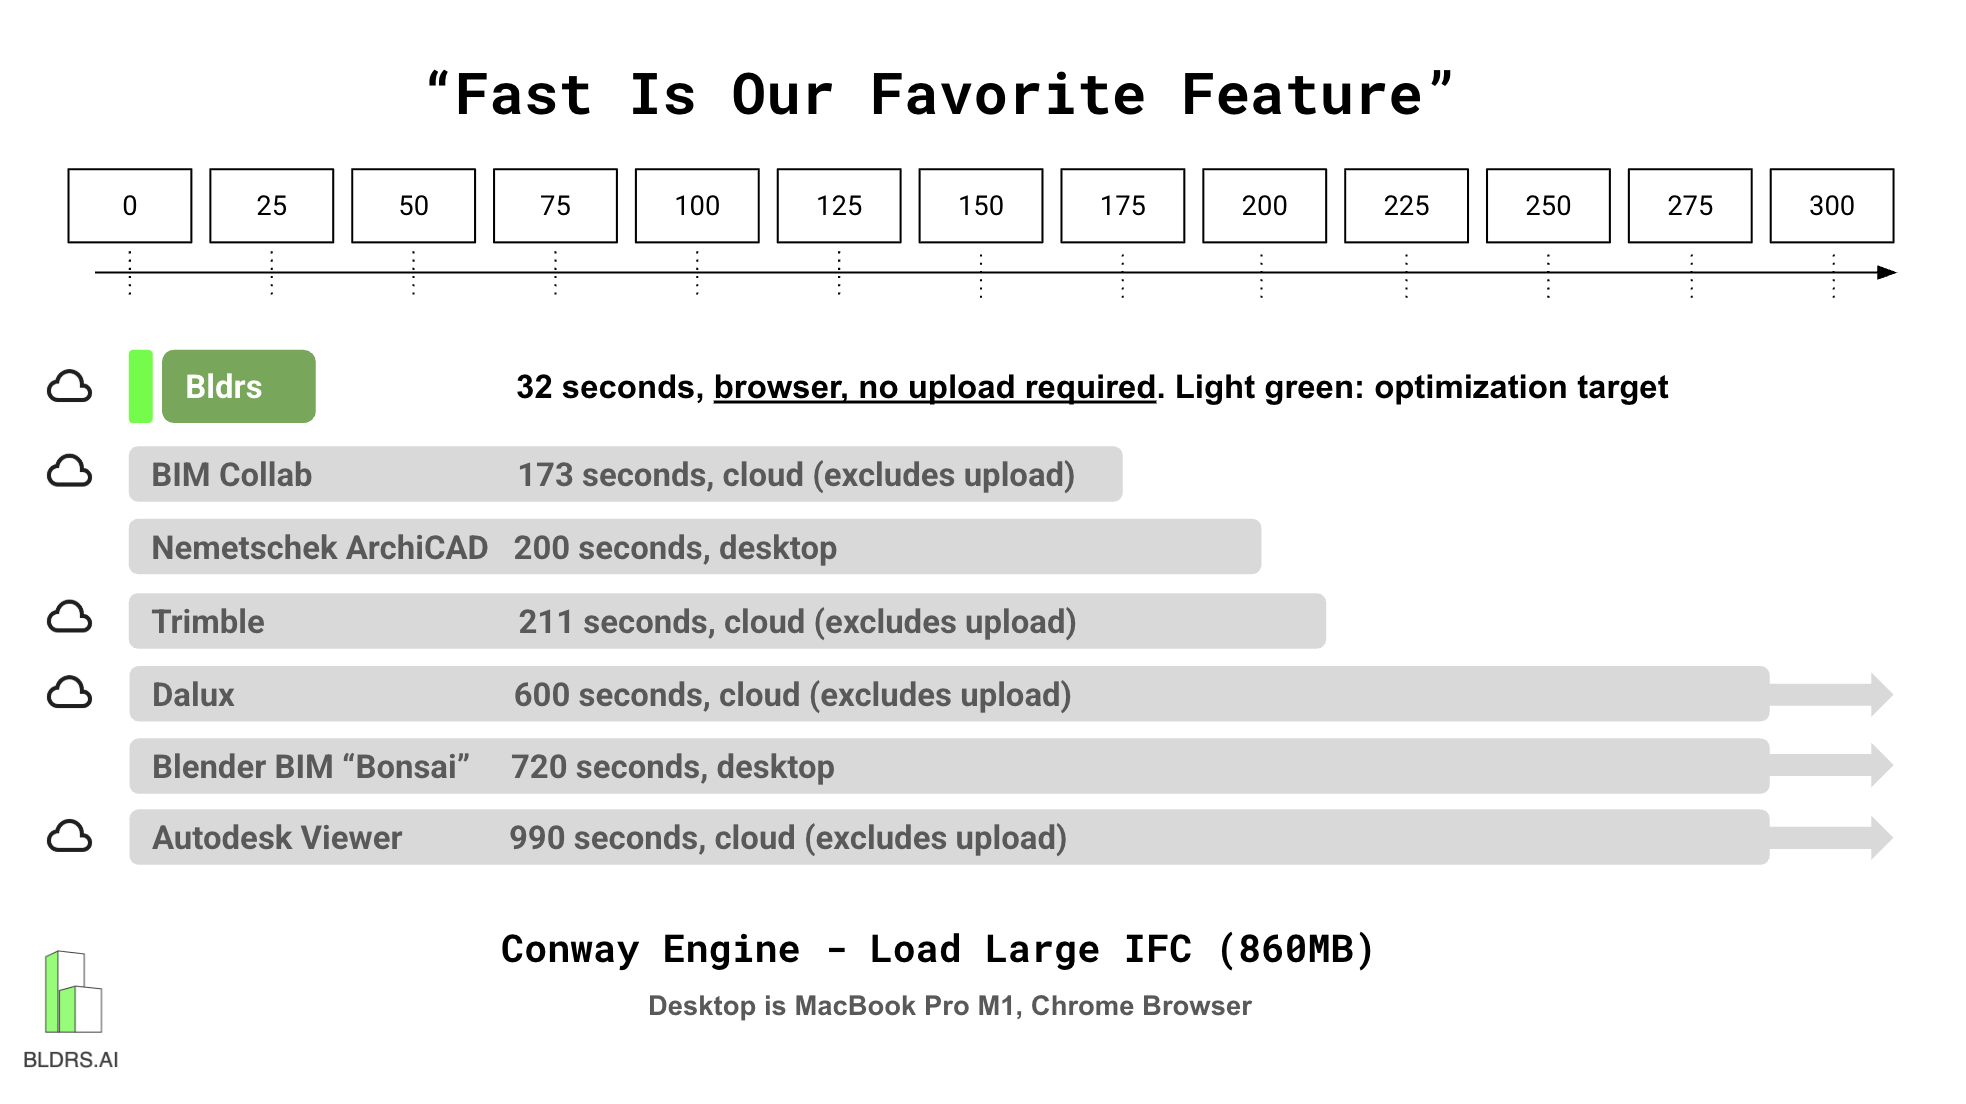 “Fast Is Our Favorite Feature”
0 25 50 75 100 125 150 175 200 225 250 275 300
Bldrs 32 seconds, browser, no upload required. Light green: optimization target
BIM Collab 173 seconds, cloud (excludes upload)
Nemetschek ArchiCAD 200 seconds, desktop
Trimble 211 seconds, cloud (excludes upload)
Dalux 600 seconds, cloud (excludes upload)
Blender BIM “Bonsai” 720 seconds, desktop
Autodesk Viewer 990 seconds, cloud (excludes upload)
Conway Engine - Load Large IFC (860MB)
Desktop is MacBook Pro M1, Chrome Browser
BLDRS.AI